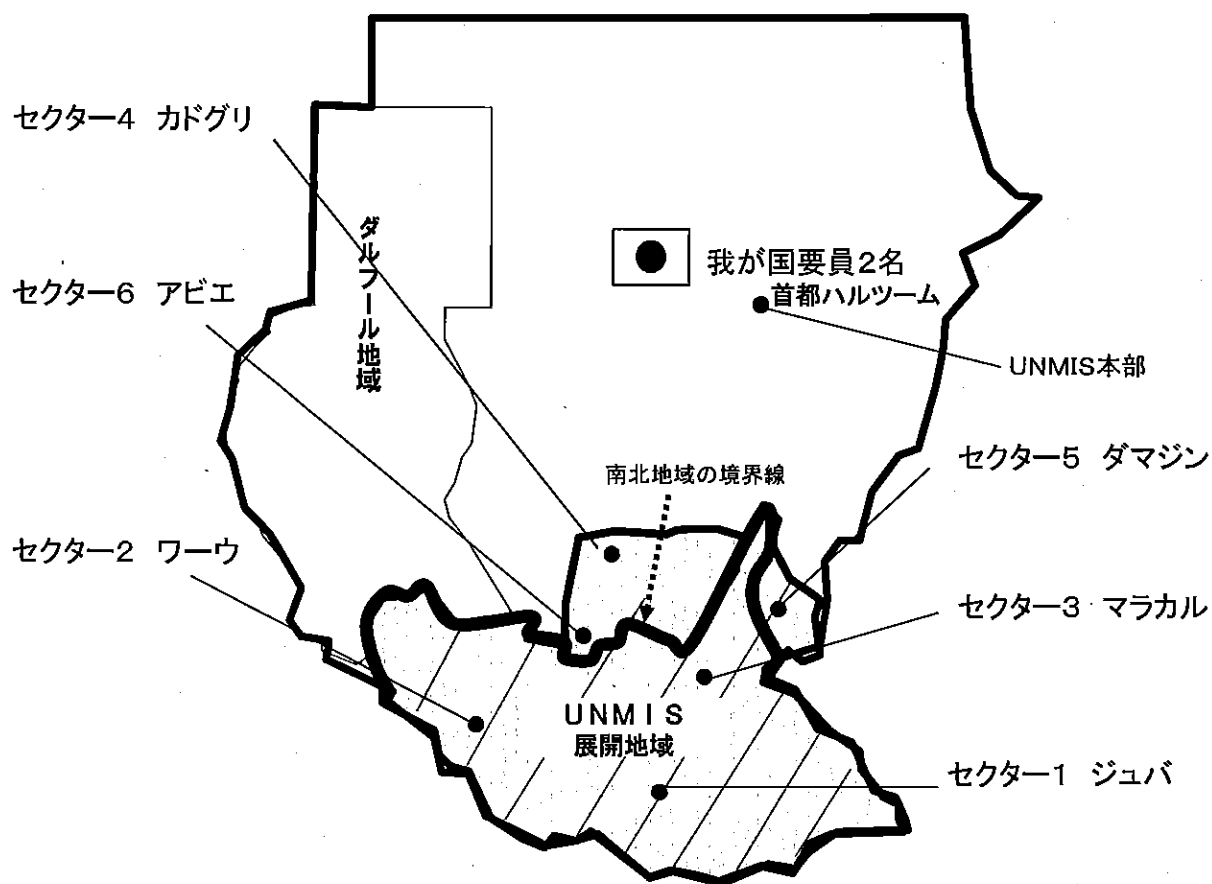 セクター4 カドグリ
ダルフール地域
セクター6 アビエ
我が国要員2名
首都ハルツーム
UNMIS本部
セクター5 ダマジン
南北地域の境界線
セクター2 ワーウ
セクター3 マラカル
UNMIS
展開地域
セクター1 ジュバ